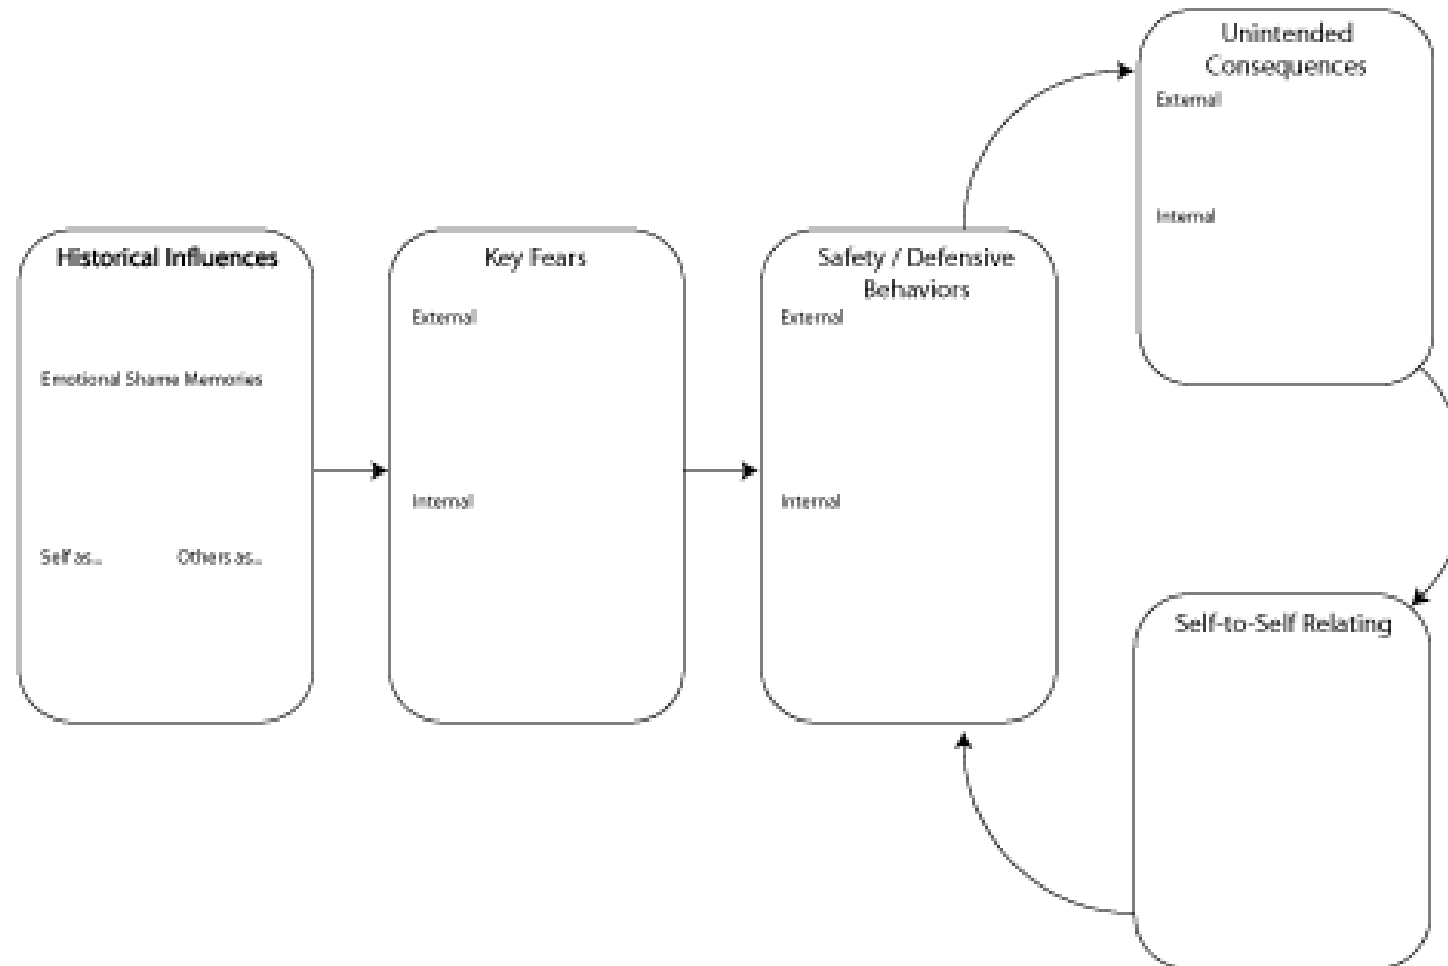 Historical Influences
Emotional Shame Memories
Self as...
Others as...
Key Fears
External
Internal
Safety / Defensive
Behaviors
External
Internal
Unintended
Consequences
External
Internal
Self-to-Self Relating